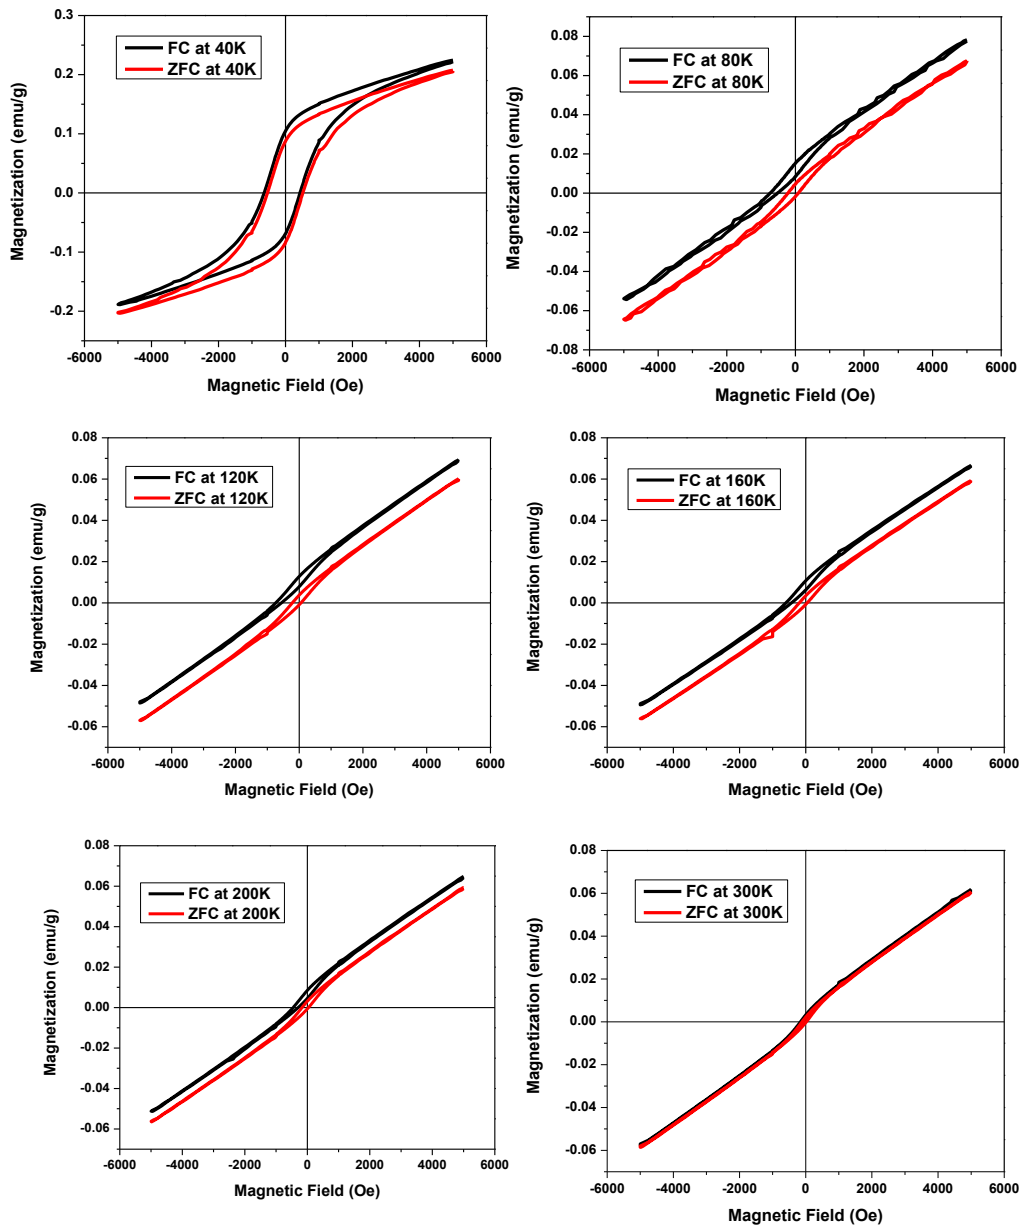 0.3
0.2
0.1
0.0
-0.1
-0.2
Magnetization (emu/g)
FC at 40K
ZFC at 40K
-6000 -4000 -2000 0 2000 4000 6000
Magnetic Field (Oe)
0.08
0.06
0.04
0.02
0.00
-0.02
-0.04
-0.06
-0.08
Magnetization (emu/g)
FC at 80K
ZFC at 80K
-6000 -4000 -2000 0 2000 4000 6000
Magnetic Field (Oe)
0.08
0.06
0.04
0.02
0.00
-0.02
-0.04
-0.06
Magnetization (emu/g)
FC at 120K
ZFC at 120K
-6000 -4000 -2000 0 2000 4000 6000
Magnetic Field (Oe)
0.08
0.06
0.04
0.02
0.00
-0.02
-0.04
-0.06
Magnetization (emu/g)
FC at 160K
ZFC at 160K
-6000 -4000 -2000 0 2000 4000 6000
Magnetic Field (Oe)
0.08
0.06
0.04
0.02
0.00
-0.02
-0.04
-0.06
Magnetization (emu/g)
FC at 200K
ZFC at 200K
-6000 -4000 -2000 0 2000 4000 6000
Magnetic Field (Oe)
0.08
0.06
0.04
0.02
0.00
-0.02
-0.04
-0.06
Magnetization (emu/g)
FC at 300K
ZFC at 300K
-6000 -4000 -2000 0 2000 4000 6000
Magnetic Field (Oe)